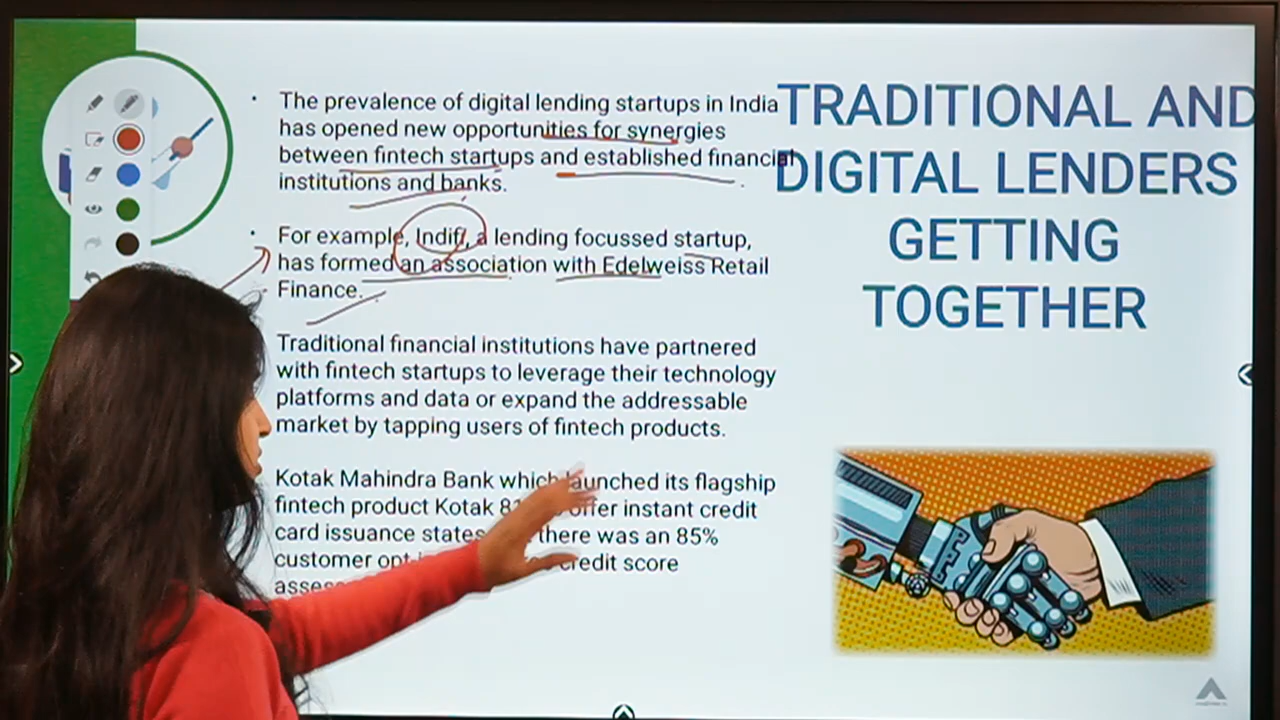 The prevalence of digital lending startups in India
has opened new opportunities for synergies
between fintech startups and established financial
institutions and banks.
For example, Indifi, a lending focussed startup,
has formed an association with Edelweiss Retail
Finance.
Traditional financial institutions have partnered
with fintech startups to leverage their technology
platforms and data or expand the addressable
market by tapping users of fintech products.
Kotak Mahindra Bank which launched its flagship
fintech product Kotak offer instant credit
card issuance states there was an 85%
customer credit score
TRADITIONAL AND
DIGITAL LENDERS
GETTING
TOGETHER